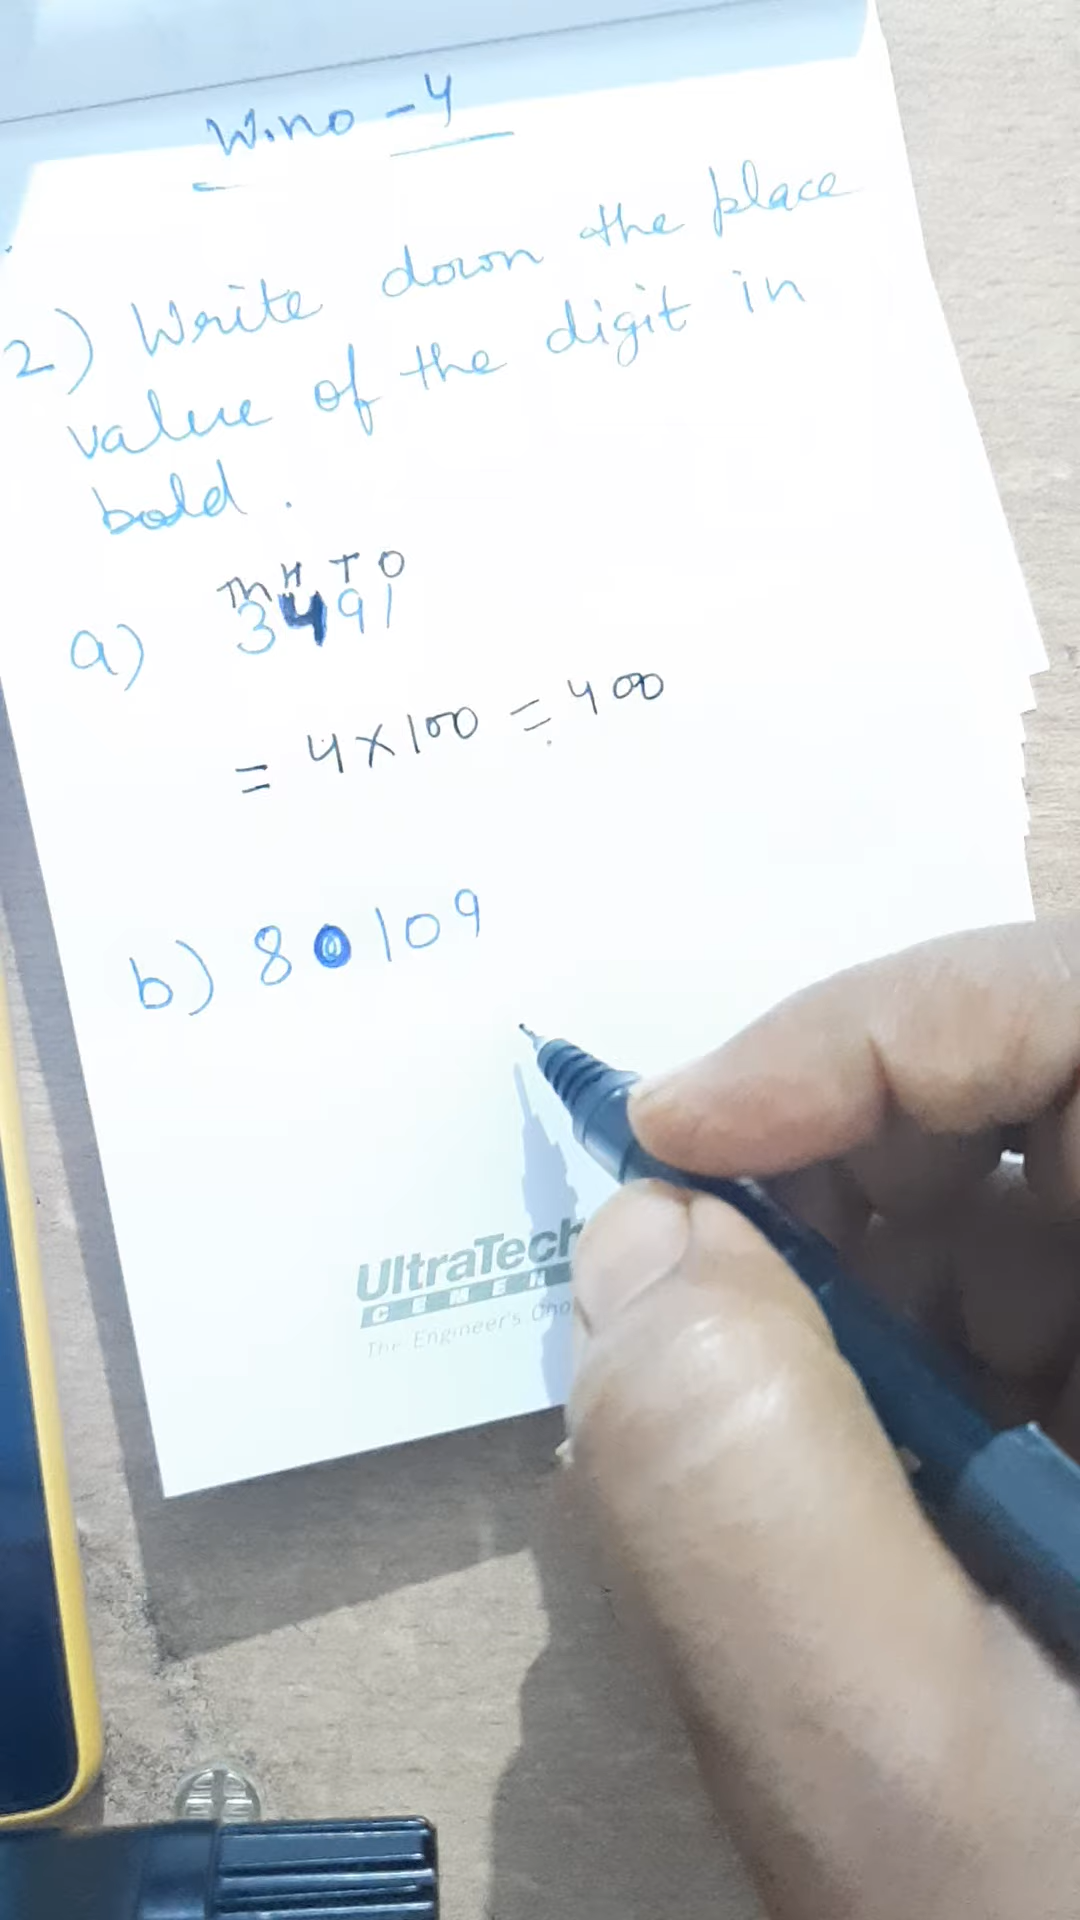 W.no - 4
2) Write down the place
value of the digit in
bold.
Th H T O
a) 3491
= 4 × 100 = 400
b) 80109
UltraTech
CEMEN
The Engineer's Cho